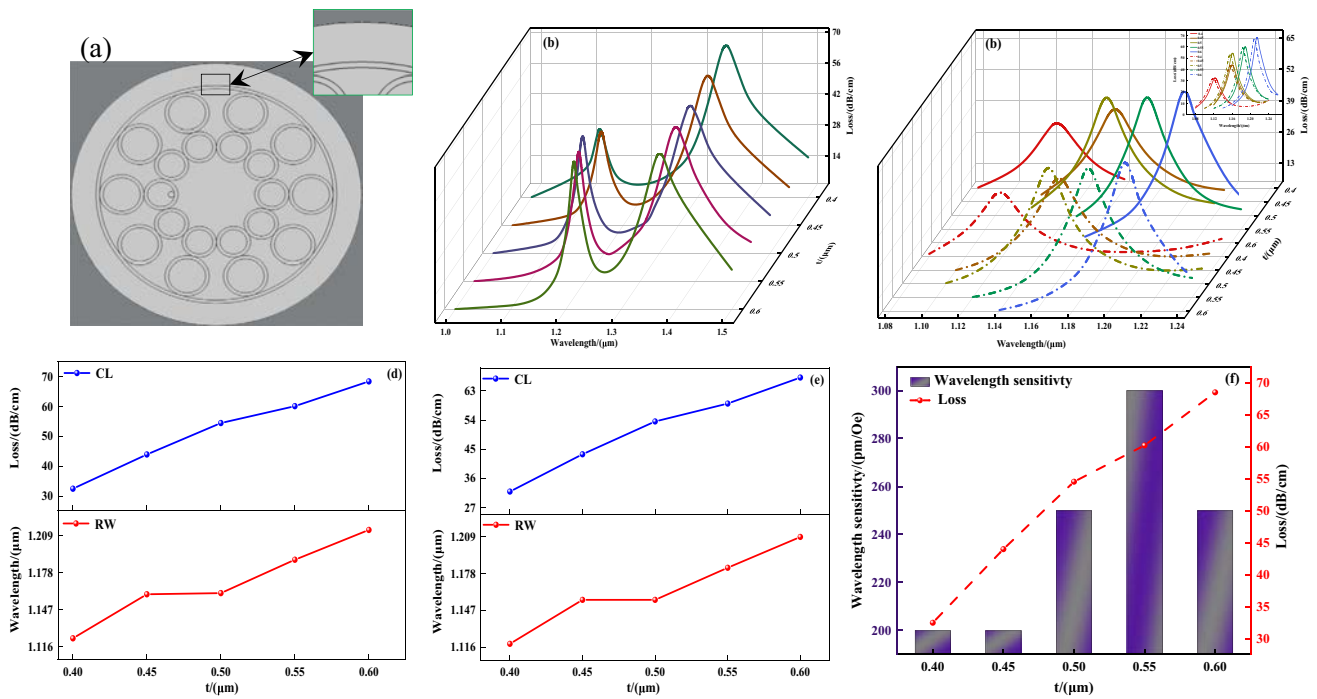 (a)
(b)
70
56
42
28
14
Loss/(dB/cm)
0.4
0.45
0.5
0.55
0.6
t/(μm)
1.0
1.1
1.2
1.3
1.4
1.5
Wavelength/(μm)
(b)
65
52
39
26
13
Loss/(dB/cm)
0.4
0.45
0.5
0.55
0.6
0.4
0.5
0.55
0.6
t/(μm)
1.08
1.10
1.12
1.14
1.16
1.18
1.20
1.22
1.24
Wavelength/(μm)
Loss/(dB/cm)
Wavelength/(μm)
(d)
CL
70
60
50
40
30
Loss/(dB/cm)
RW
1.209
1.178
1.147
1.116
Wavelength/(μm)
0.40 0.45 0.50 0.55 0.60
t/(μm)
(e)
CL
63
54
45
36
27
Loss/(dB/cm)
RW
1.209
1.178
1.147
1.116
Wavelength/(μm)
0.40 0.45 0.50 0.55 0.60
t/(μm)
(f)
Wavelength sensitivty
Loss
300
280
260
240
220
200
Wavelength sensitivty/(pm/Oe)
70
65
60
55
50
45
40
35
30
Loss/(dB/cm)
0.40 0.45 0.50 0.55 0.60
t/(μm)